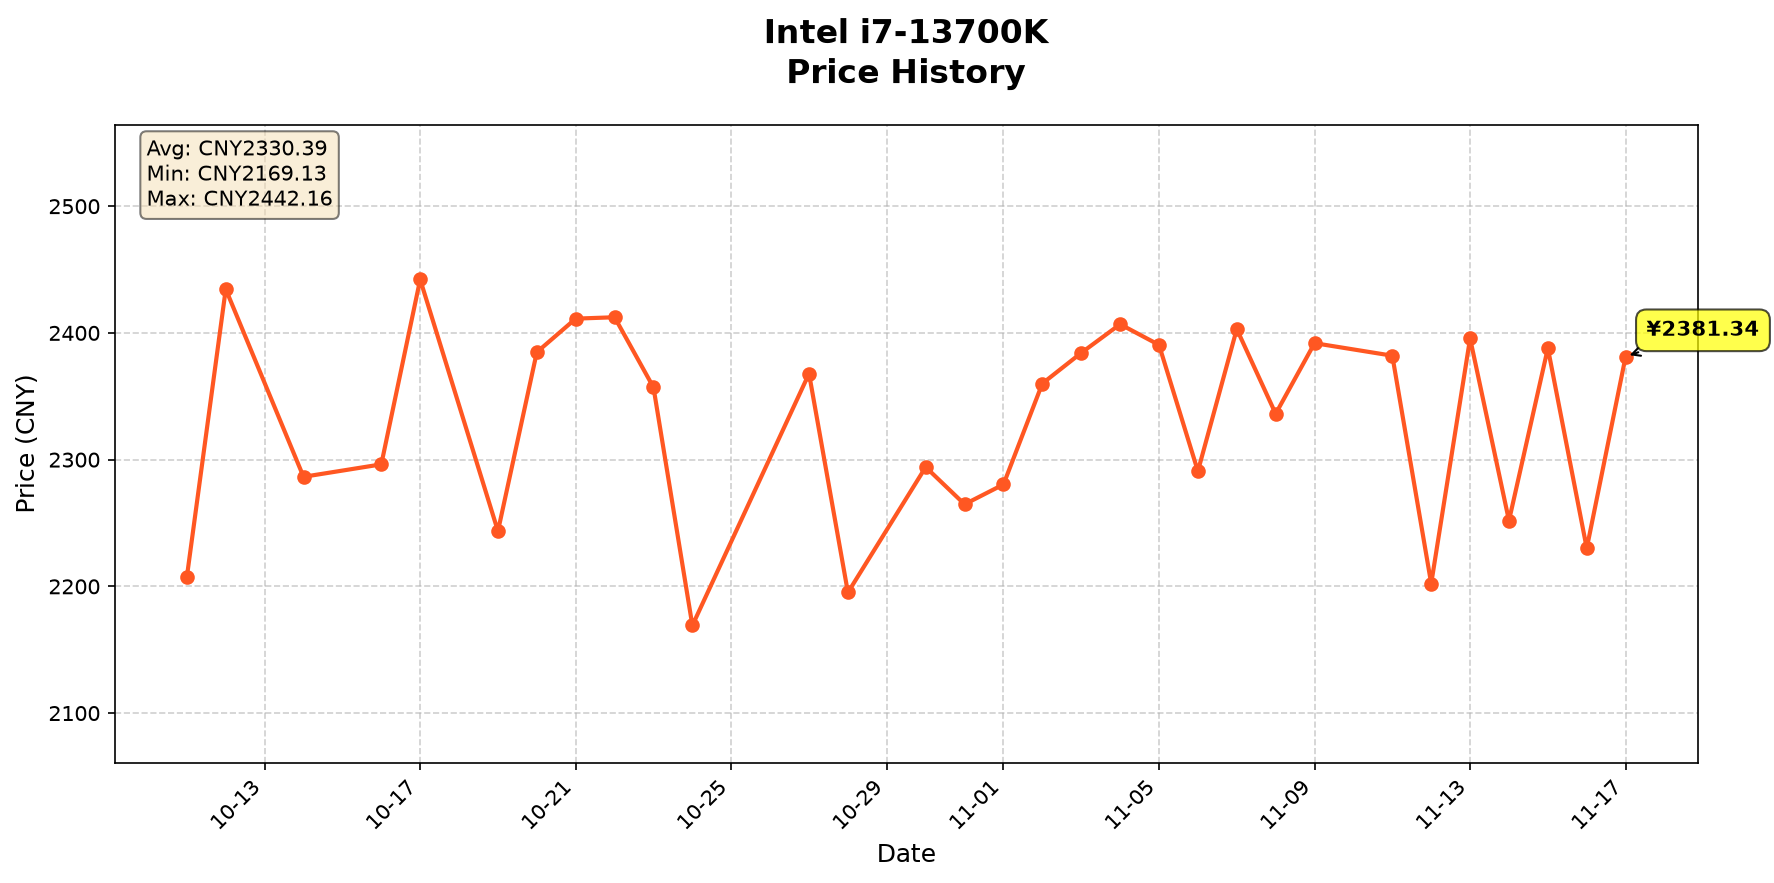 Intel i7-13700K
Price History
Avg: CNY2330.39
Min: CNY2169.13
Max: CNY2442.16
¥2381.34
Price (CNY)
2500
2400
2300
2200
2100
10-13
10-17
10-21
10-25
10-29
11-01
11-05
11-09
11-13
11-17
Date